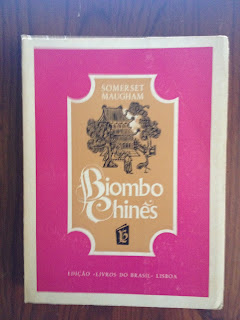 SOMERSET
MAUGHAM
Biombo
Chinês
EDIÇÃO «LIVROS DO BRASIL» LISBOA